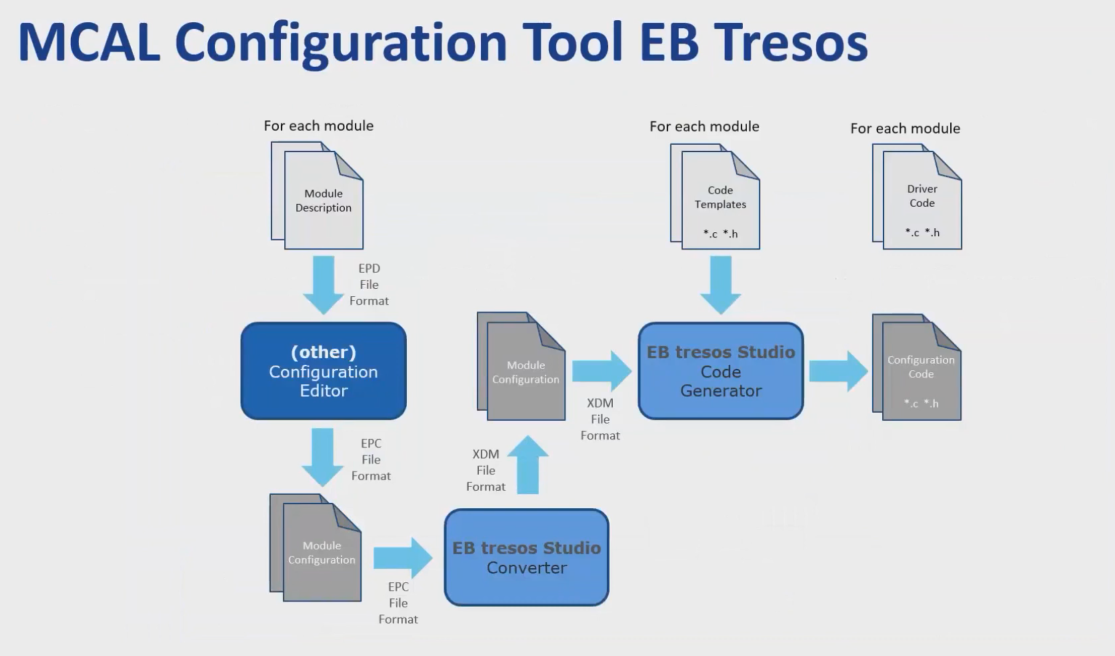 MCAL Configuration Tool EB Tresos
For each module
For each module
For each module
Module
Description
Code
Templates
*.c *.h
Driver
Code
*.c *.h
EPD
File
Format
(other)
Configuration
Editor
Module
Configuration
XDM
File
Format
EB tresos Studio
Code
Generator
Configuration
Code
*.c *.h
EPC
File
Format
XDM
File
Format
Module
Configuration
EPC
File
Format
EB tresos Studio
Converter